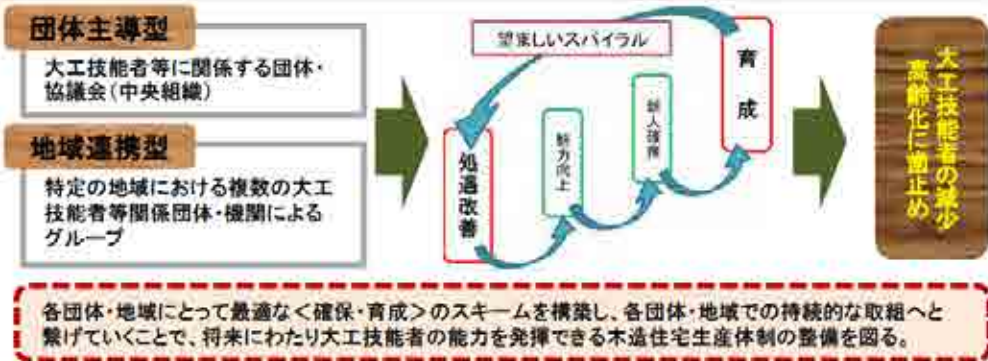 団体主導型
大工技能者等に関係する団体・
協議会(中央組織)
地域連携型
特定の地域における複数の大工
技能者等関係団体・機関による
グループ
望ましいスパイラル
処遇改善
魅力向上
新人確保
育成
大工技能者の減少
高齢化に歯止め
各団体・地域にとって最適な<確保・育成>のスキームを構築し、各団体・地域での持続的な取組へと
繋げていくことで、将来にわたり大工技能者の能力を発揮できる木造住宅生産体制の整備を図る。